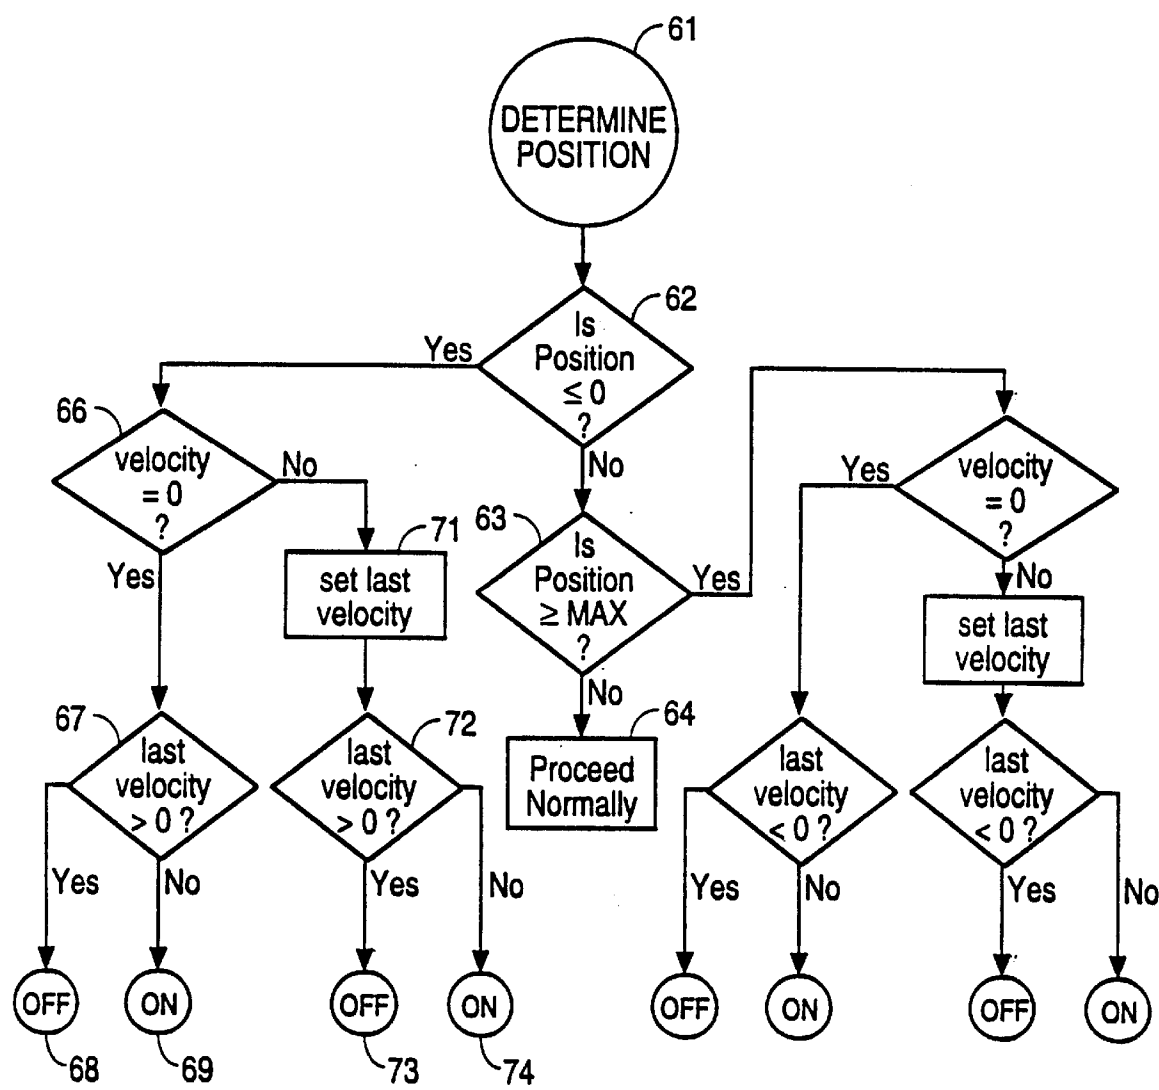 61
DETERMINE
POSITION
62
Is
Position
≤ 0
?
Yes
No
66
velocity
= 0
?
No
Yes
71
set last
velocity
63
Is
Position
≥ MAX
?
Yes
No
velocity
= 0
?
Yes
No
set last
velocity
67
last
velocity
> 0 ?
72
last
velocity
> 0 ?
64
Proceed
Normally
last
velocity
< 0 ?
last
velocity
< 0 ?
Yes
No
Yes
No
Yes
No
Yes
No
OFF
ON
OFF
ON
OFF
ON
OFF
ON
68
69
73
74